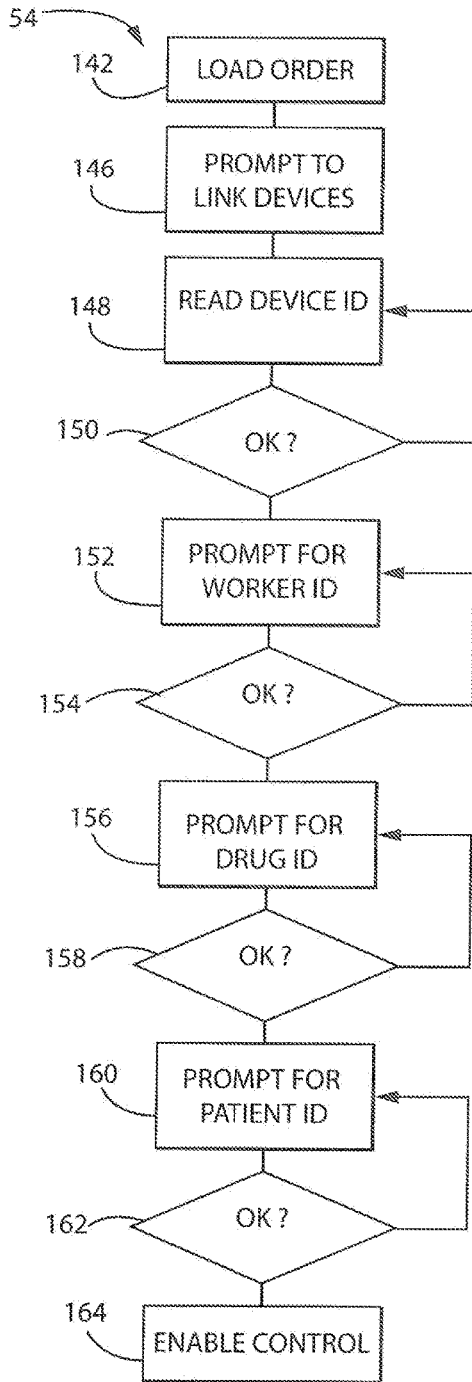 54
142
LOAD ORDER
146
PROMPT TO
LINK DEVICES
148
READ DEVICE ID
150
OK ?
152
PROMPT FOR
WORKER ID
154
OK ?
156
PROMPT FOR
DRUG ID
158
OK ?
160
PROMPT FOR
PATIENT ID
162
OK ?
164
ENABLE CONTROL